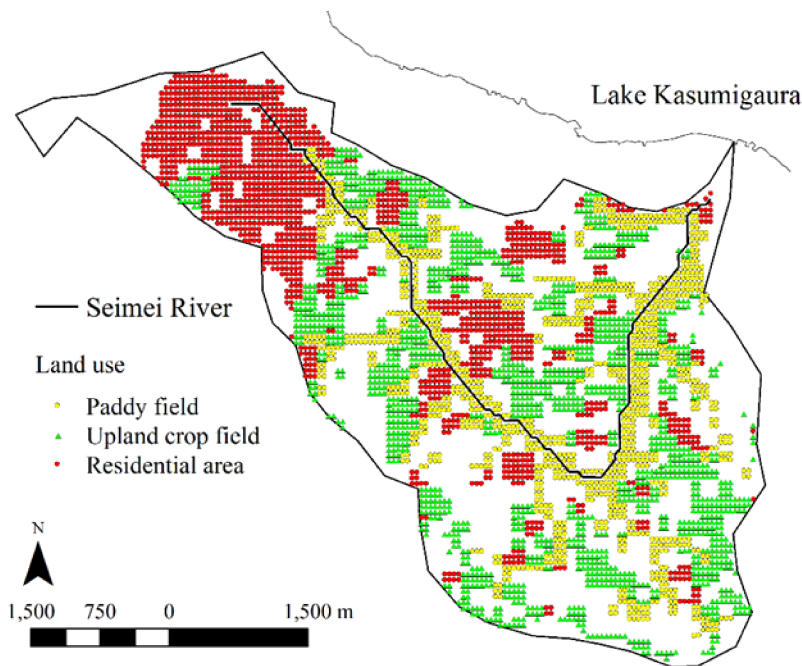 Lake Kasumigaura
Seimei River
Land use
Paddy field
Upland crop field
Residential area
N
1,500 750 0 1,500 m